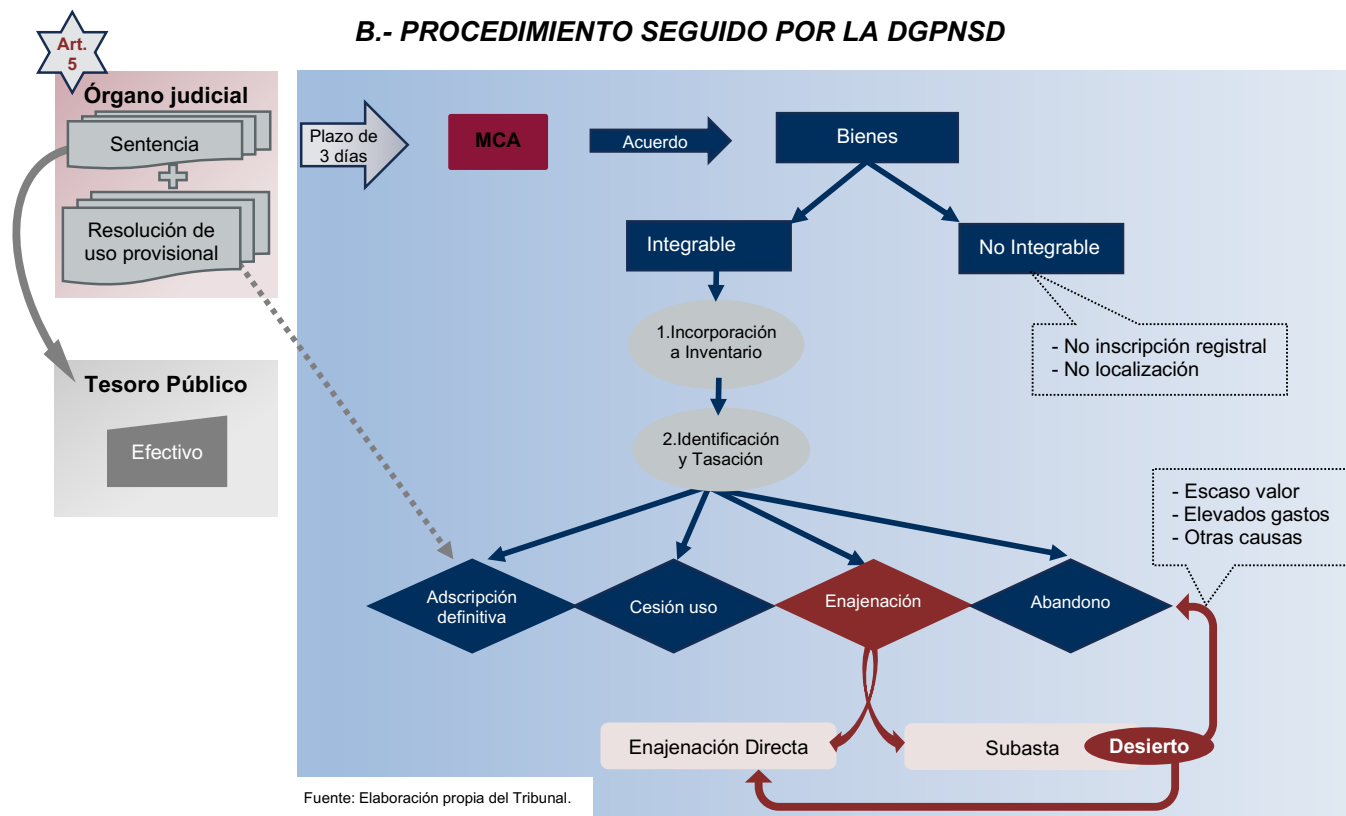 B.- PROCEDIMIENTO SEGUIDO POR LA DGPNSD
Art.
5
Órgano judicial
Sentencia
Resolución de
uso provisional
Tesoro Público
Efectivo
Plazo de
3 días
MCA
Acuerdo
Bienes
Integrable
No Integrable
- No inscripción registral
- No localización
1.Incorporación
a Inventario
2.Identificación
y Tasación
- Escaso valor
- Elevados gastos
- Otras causas
Adscripción
definitiva
Cesión uso
Enajenación
Abandono
Enajenación Directa
Subasta
Desierto
Fuente: Elaboración propia del Tribunal.